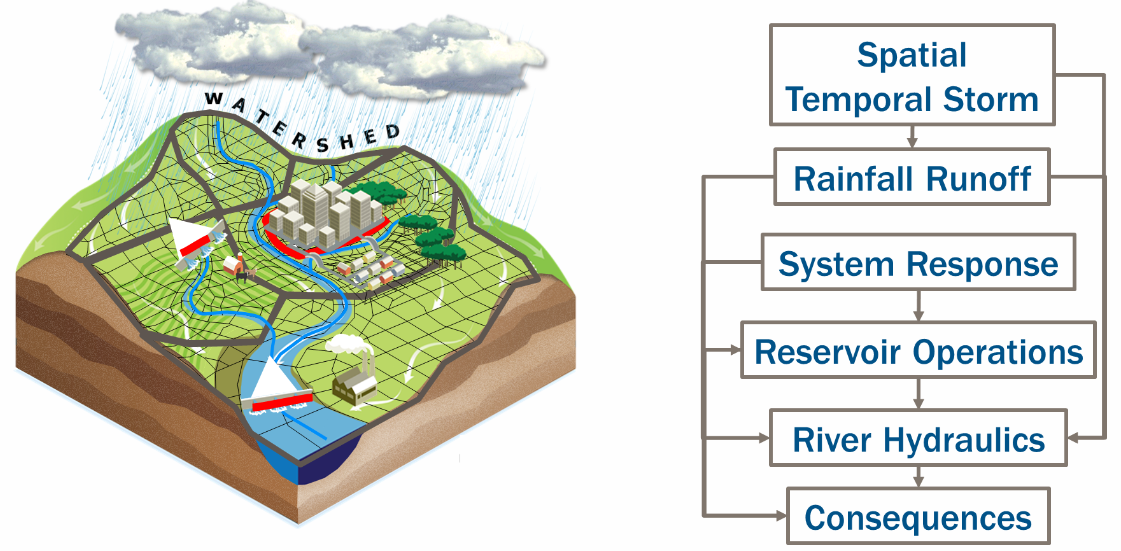 WATERSHED
Spatial
Temporal Storm
Rainfall Runoff
System Response
Reservoir Operations
River Hydraulics
Consequences